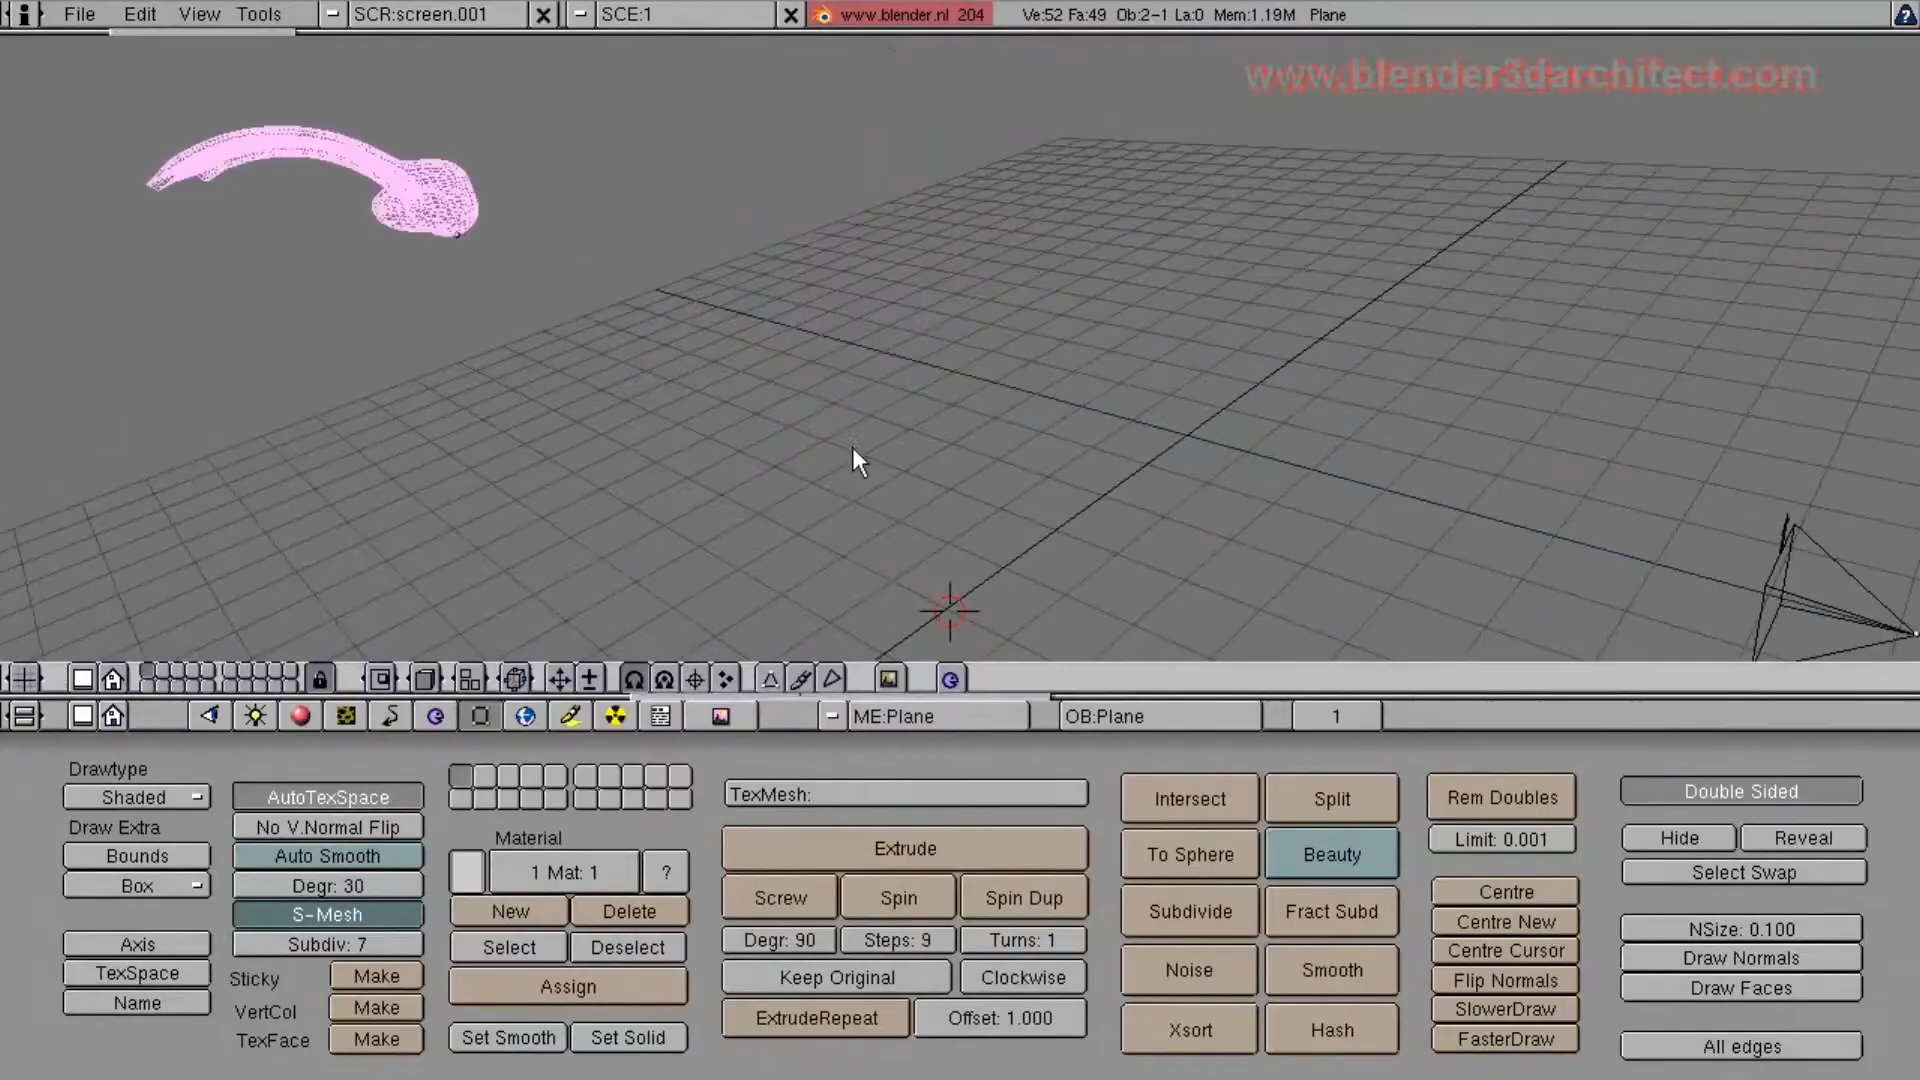 File Edit View Tools SCR:screen.001 SCE:1 www.blender.nl 204 Ve:52 Fa:49 Ob:2-1 La:0 Mem:1.19M Plane
www.blender3darchitect.com
ME:Plane OB:Plane 1
Drawtype
Shaded
Draw Extra
Bounds
Box
Axis
TexSpace
Name
AutoTexSpace
No V.Normal Flip
Auto Smooth
Degr: 30
S-Mesh
Subdiv: 7
Sticky Make
VertCol Make
TexFace Make
Material
1 Mat: 1 ?
New Delete
Select Deselect
Assign
Set Smooth Set Solid
TexMesh:
Extrude
Screw Spin Spin Dup
Degr: 90 Steps: 9 Turns: 1
Keep Original Clockwise
ExtrudeRepeat Offset: 1.000
Intersect Split
To Sphere Beauty
Subdivide Fract Subd
Noise Smooth
Xsort Hash
Rem Doubles
Limit: 0.001
Centre
Centre New
Centre Cursor
Flip Normals
SlowerDraw
FasterDraw
Double Sided
Hide Reveal
Select Swap
NSize: 0.100
Draw Normals
Draw Faces
All edges